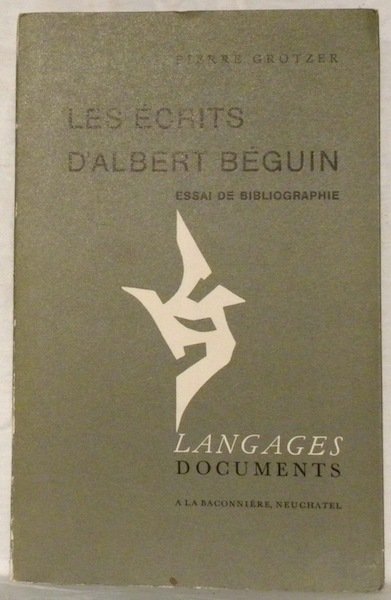 PIERRE GROTZER
LES ÉCRITS
D'ALBERT BÉGUIN
ESSAI DE BIBLIOGRAPHIE
LANGAGES
DOCUMENTS
A LA BACONNIÈRE, NEUCHATEL